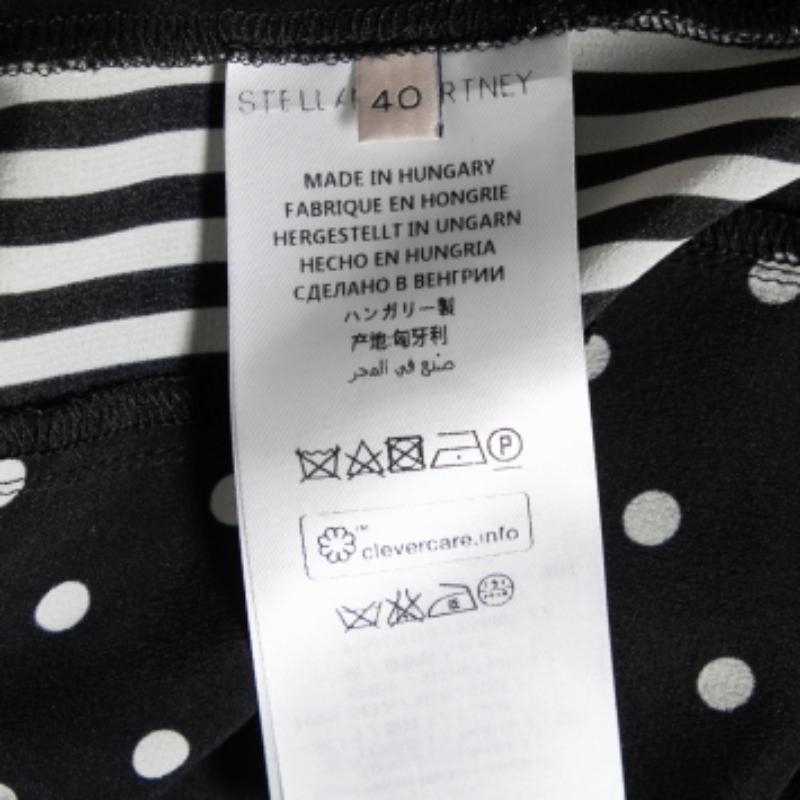 STELLA
40
RTNEY
MADE IN HUNGARY
FABRIQUE EN HONGRIE
HERGESTELLT IN UNGARN
HECHO EN HUNGRIA
СДЕЛАНО В ВЕНГРИИ
ハンガリー製
产地:匈牙利
صنع في المجر
P
TM
clevercare.info